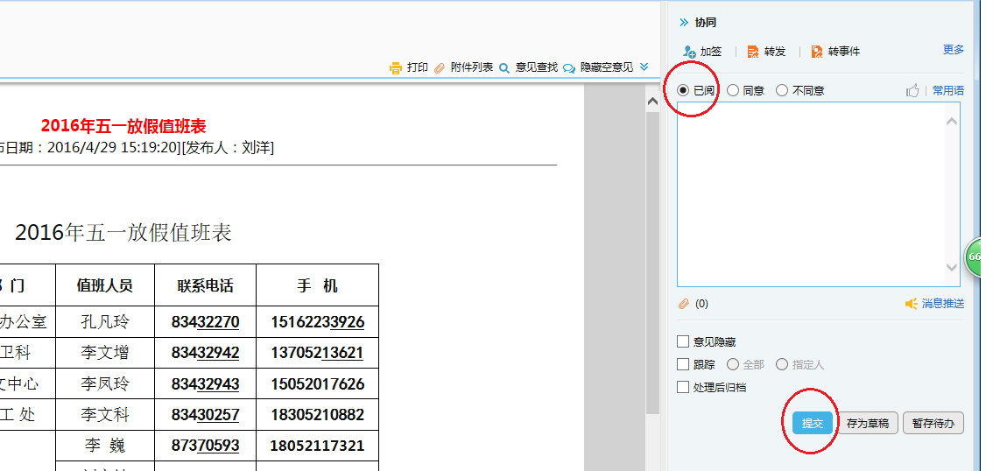 协同
加签 转发 转事件 更多
打印 附件列表 意见查找 隐藏空意见
已阅 同意 不同意 常用语
2016年五一放假值班表
布日期：2016/4/29 15:19:20][发布人：刘洋]
2016年五一放假值班表
门 值班人员 联系电话 手 机
办公室 孔凡玲 83432270 15162233926
卫科 李文增 83432942 13705213621
文中心 李凤玲 83432943 15052017626
工 处 李文科 83430257 18305210882
李 巍 87370593 18052117321
66
(0) 消息推送
意见隐藏
跟踪 全部 指定人
处理后归档
提交 存为草稿 暂存待办